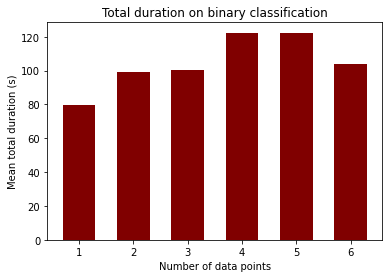 Total duration on binary classification
Mean total duration (s)
120
100
80
60
40
20
0
1 2 3 4 5 6
Number of data points